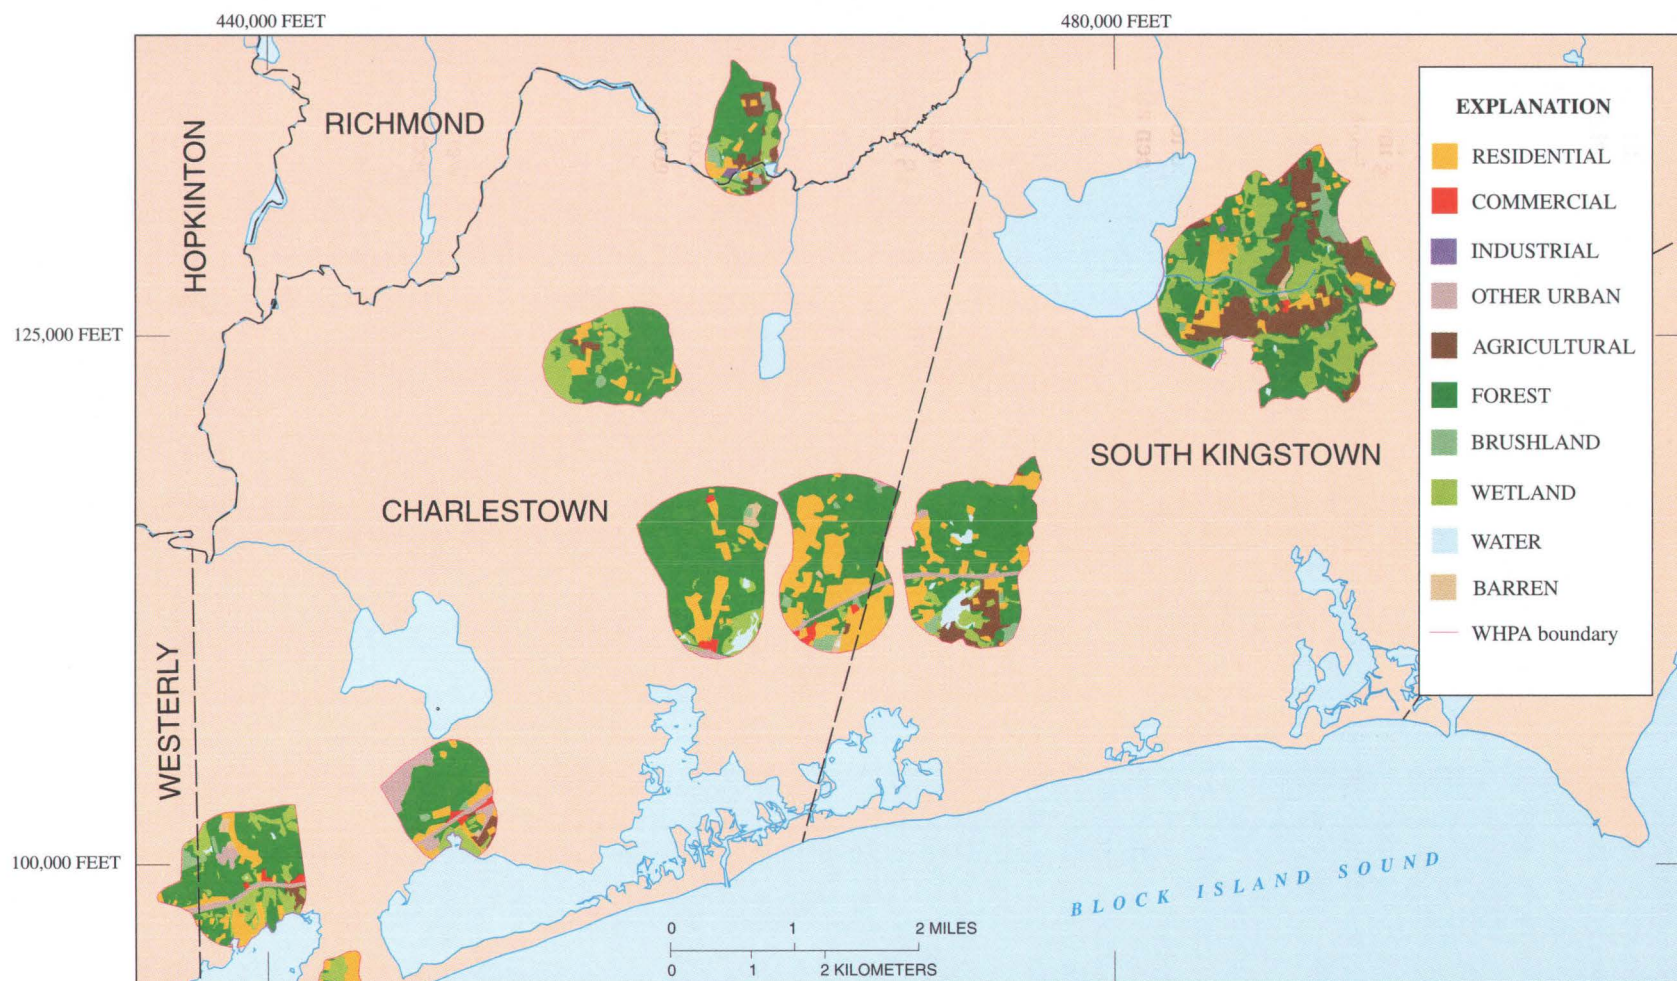 440,000 FEET
480,000 FEET
RICHMOND
HOPKINTON
125,000 FEET
CHARLESTOWN
SOUTH KINGSTOWN
WESTERLY
100,000 FEET
BLOCK ISLAND SOUND
0 1 2 MILES
0 1 2 KILOMETERS
EXPLANATION
RESIDENTIAL
COMMERCIAL
INDUSTRIAL
OTHER URBAN
AGRICULTURAL
FOREST
BRUSHLAND
WETLAND
WATER
BARREN
WHPA boundary